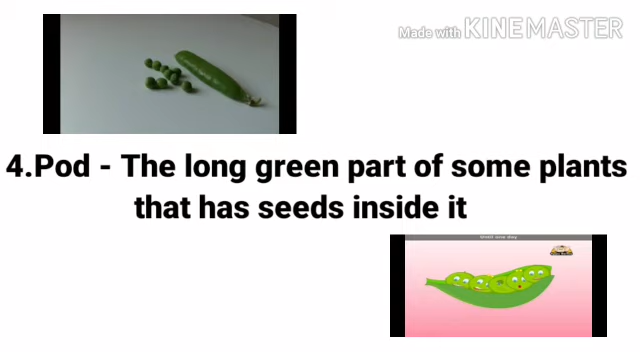 Made with KINEMASTER
4.Pod - The long green part of some plants
that has seeds inside it